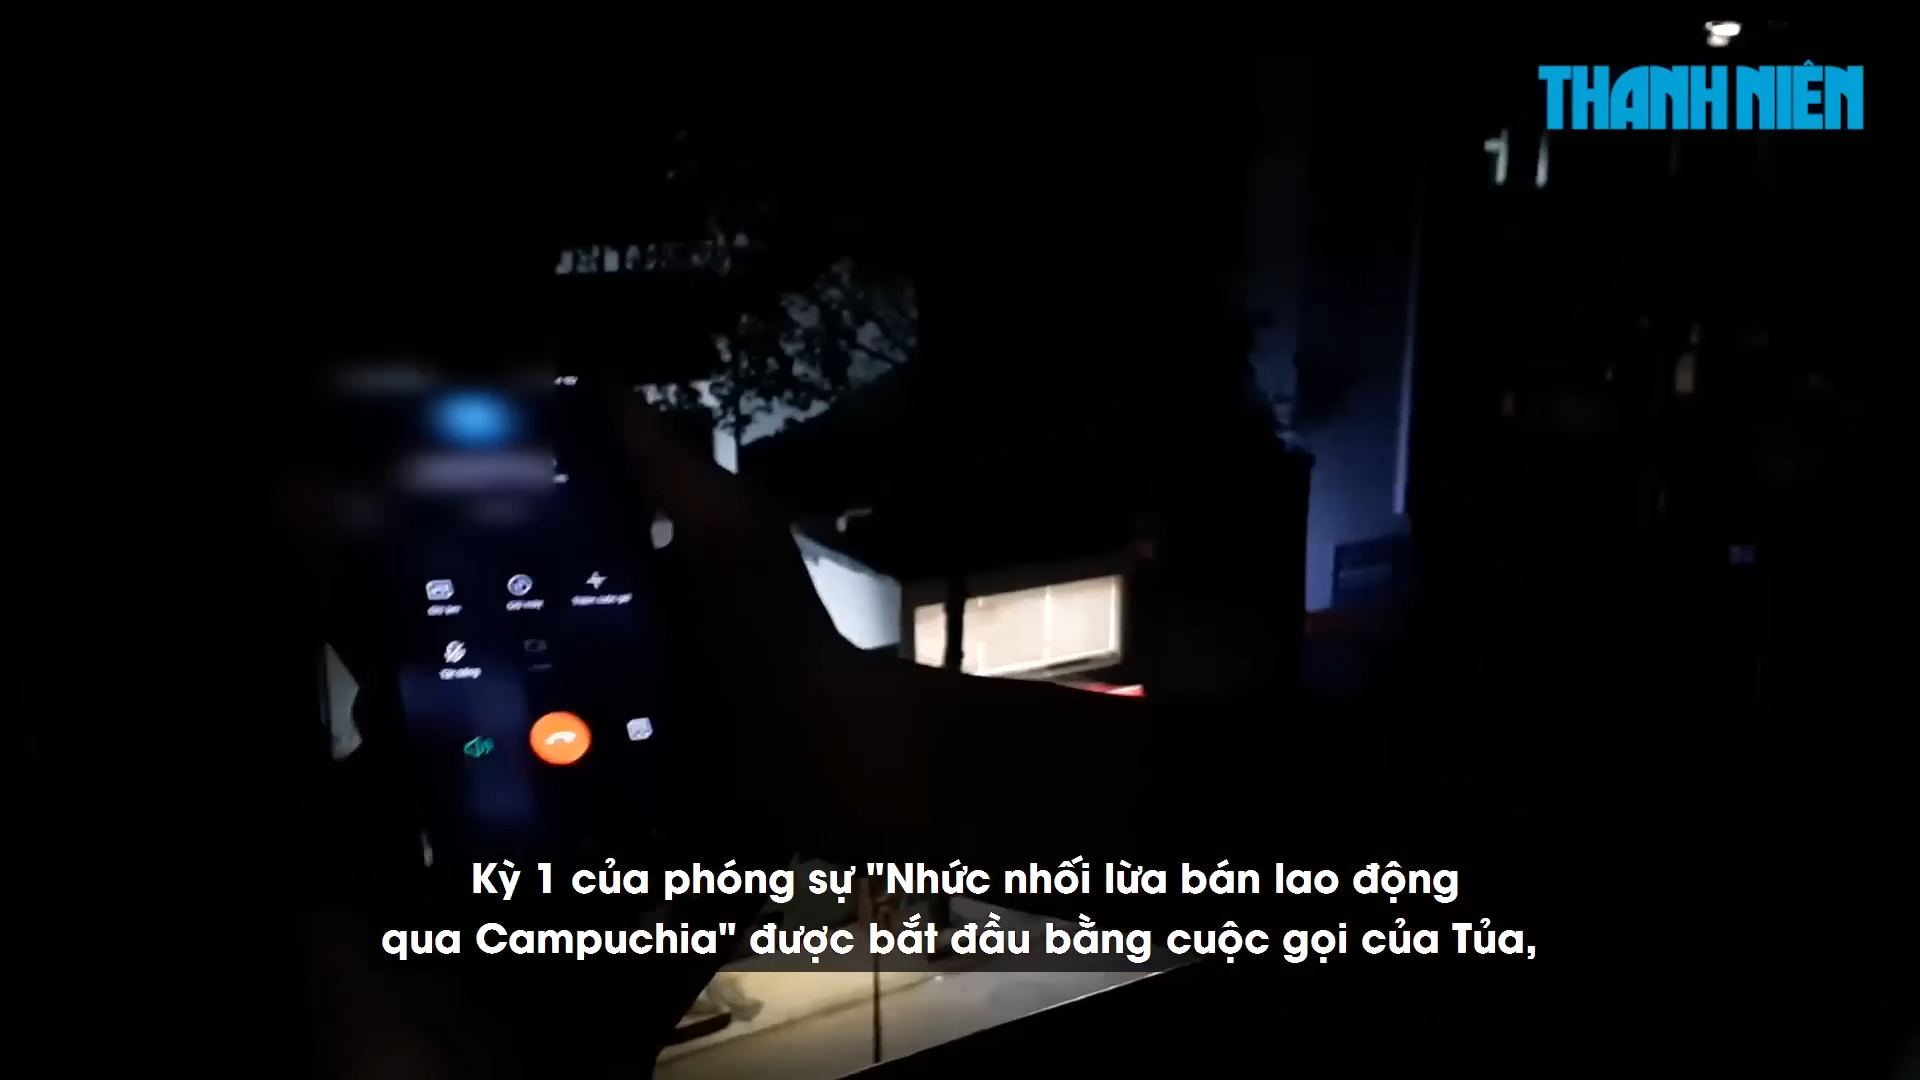 THANH NIÊN
Kỳ 1 của phóng sự "Nhức nhối lừa bán lao động
qua Campuchia" được bắt đầu bằng cuộc gọi của Tủa,